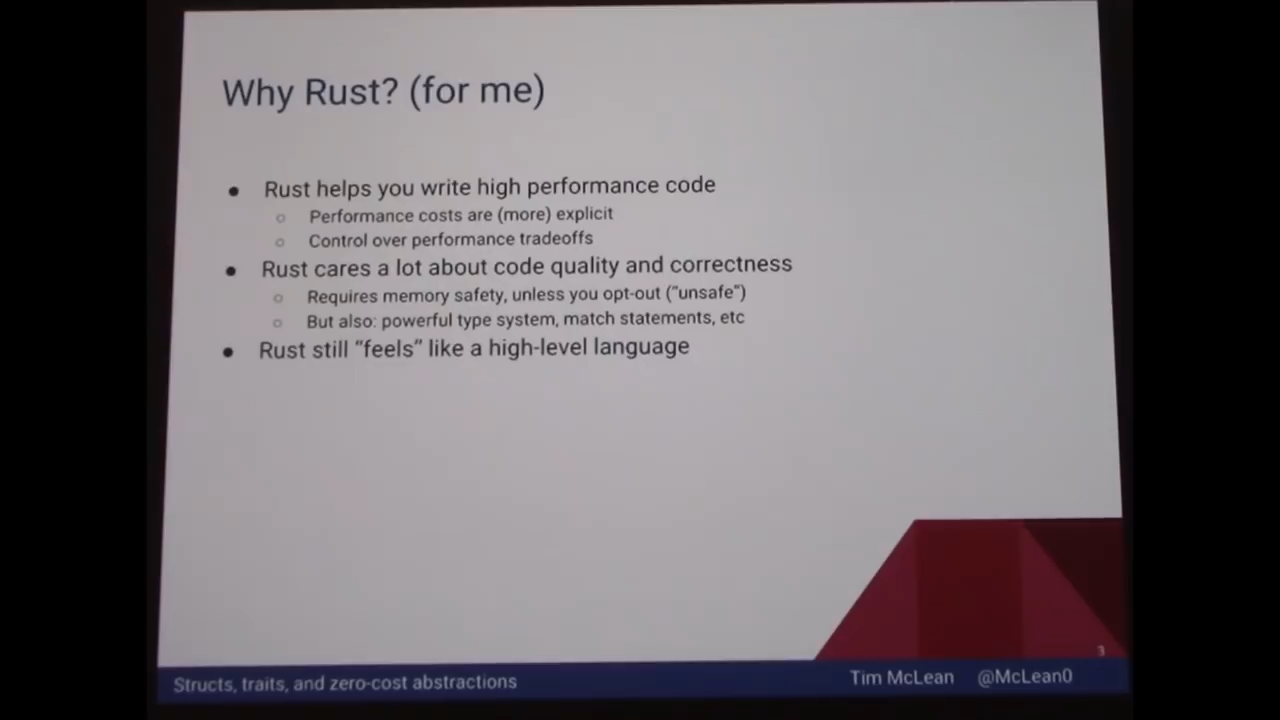 Why Rust? (for me)
● Rust helps you write high performance code
○ Performance costs are (more) explicit
○ Control over performance tradeoffs
● Rust cares a lot about code quality and correctness
○ Requires memory safety, unless you opt-out (“unsafe”)
○ But also: powerful type system, match statements, etc
● Rust still “feels” like a high-level language
3
Structs, traits, and zero-cost abstractions Tim McLean @McLean0